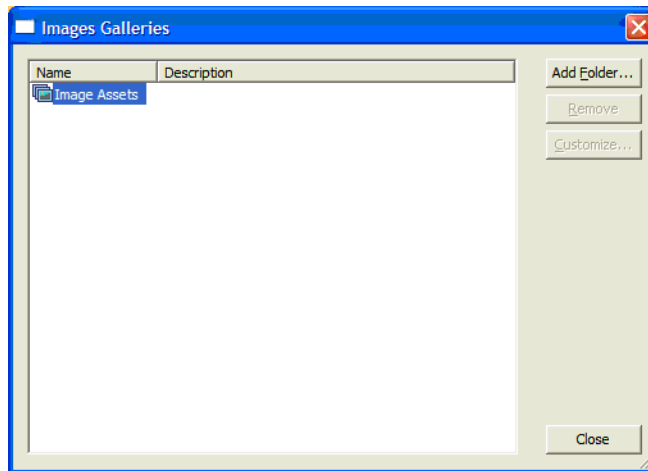 Images Galleries
Name Description
Image Assets
Add Folder...
Remove
Customize...
Close